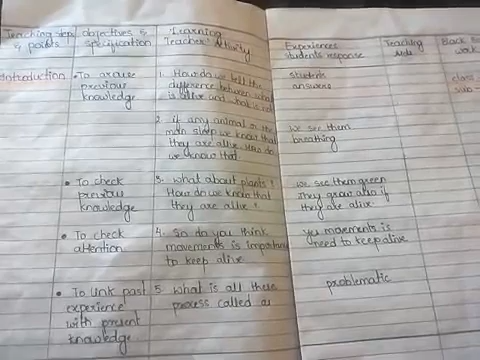 Teaching step & points
objectives & specification
Learning
Teacher Activity
Experiences
students response
Teaching Aids
Black
work
Introduction
• To arouse
previous
knowledge
1. How do we tell the
difference between what
is alive and what is not
students
answers
class
sub
2. if any animal or the
man sleep we know that
they are alive. How do
we know that.
we see them
breathing
• To check
previous
knowledge
3. what about plants?
How do we know that
they are alive?
we see them green
They grow also if
they are alive
• To check
attention
4. So do you think
movements is important
to keep alive
yes movements is
need to keep alive
• To link past
experience
with present
knowledge
5 what is all these
process called as
problematic